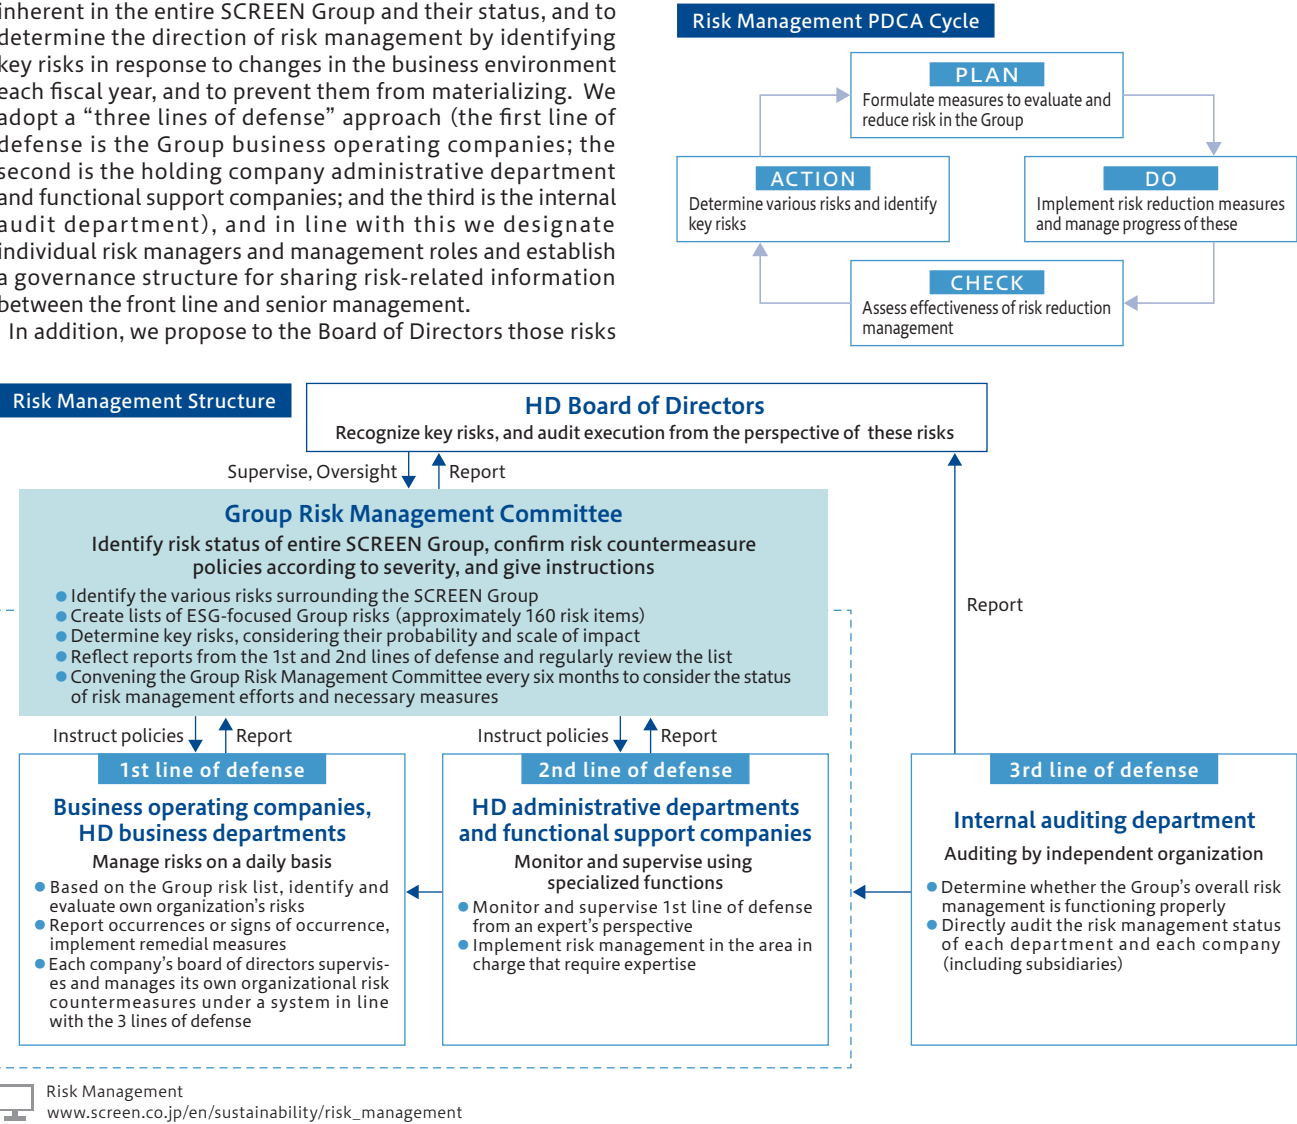 inherent in the entire SCREEN Group and their status, and to
determine the direction of risk management by identifying
key risks in response to changes in the business environment
each fiscal year, and to prevent them from materializing. We
adopt a “three lines of defense” approach (the first line of
defense is the Group business operating companies; the
second is the holding company administrative department
and functional support companies; and the third is the internal
audit department), and in line with this we designate
individual risk managers and management roles and establish
a governance structure for sharing risk-related information
between the front line and senior management.
In addition, we propose to the Board of Directors those risks
Risk Management PDCA Cycle
PLAN
Formulate measures to evaluate and
reduce risk in the Group
ACTION
Determine various risks and identify
key risks
DO
Implement risk reduction measures
and manage progress of these
CHECK
Assess effectiveness of risk reduction
management
Risk Management Structure
HD Board of Directors
Recognize key risks, and audit execution from the perspective of these risks
Supervise, Oversight
Report
Group Risk Management Committee
Identify risk status of entire SCREEN Group, confirm risk countermeasure
policies according to severity, and give instructions
● Identify the various risks surrounding the SCREEN Group
● Create lists of ESG-focused Group risks (approximately 160 risk items)
● Determine key risks, considering their probability and scale of impact
● Reflect reports from the 1st and 2nd lines of defense and regularly review the list
● Convening the Group Risk Management Committee every six months to consider the status
of risk management efforts and necessary measures
Report
Instruct policies
Report
Instruct policies
Report
1st line of defense
Business operating companies,
HD business departments
Manage risks on a daily basis
● Based on the Group risk list, identify and
evaluate own organization's risks
● Report occurrences or signs of occurrence,
implement remedial measures
● Each company's board of directors supervis-
es and manages its own organizational risk
countermeasures under a system in line
with the 3 lines of defense
2nd line of defense
HD administrative departments
and functional support companies
Monitor and supervise using
specialized functions
● Monitor and supervise 1st line of defense
from an expert's perspective
● Implement risk management in the area in
charge that require expertise
3rd line of defense
Internal auditing department
Auditing by independent organization
● Determine whether the Group's overall risk
management is functioning properly
● Directly audit the risk management status
of each department and each company
(including subsidiaries)
Risk Management
www.screen.co.jp/en/sustainability/risk_management